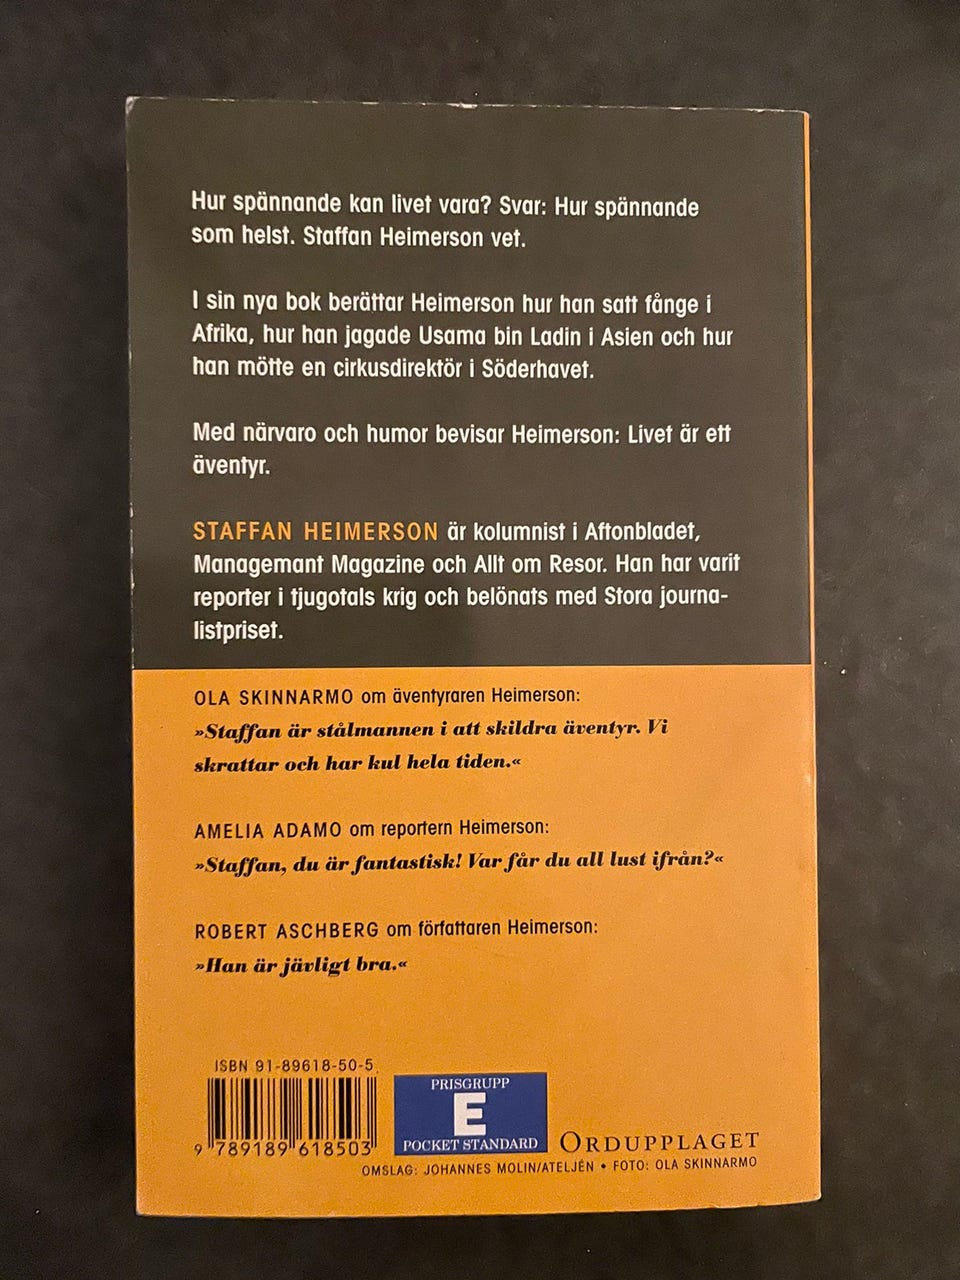 Hur spännande kan livet vara? Svar: Hur spännande
som helst. Staffan Heimerson vet.
I sin nya bok berättar Heimerson hur han satt fånge i
Afrika, hur han jagade Usama bin Ladin i Asien och hur
han mötte en cirkusdirektör i Söderhavet.
Med närvaro och humor bevisar Heimerson: Livet är ett
äventyr.
STAFFAN HEIMERSON är kolumnist i Aftonbladet,
Managemant Magazine och Allt om Resor. Han har varit
reporter i tjugotals krig och belönats med Stora journa-
listpriset.
OLA SKINNARMO om äventyraren Heimerson:
»Staffan är stålmannen i att skildra äventyr. Vi
skrattar och har kul hela tiden.«
AMELIA ADAMO om reportern Heimerson:
»Staffan, du är fantastisk! Var får du all lust ifrån?«
ROBERT ASCHBERG om författaren Heimerson:
»Han är jävligt bra.«
ISBN 91-89618-50-5
9 789189 618503
PRISGRUPP
E
POCKET STANDARD
ORDUPPLAGET
OMSLAG: JOHANNES MOLIN/ATELJÉN • FOTO: OLA SKINNARMO